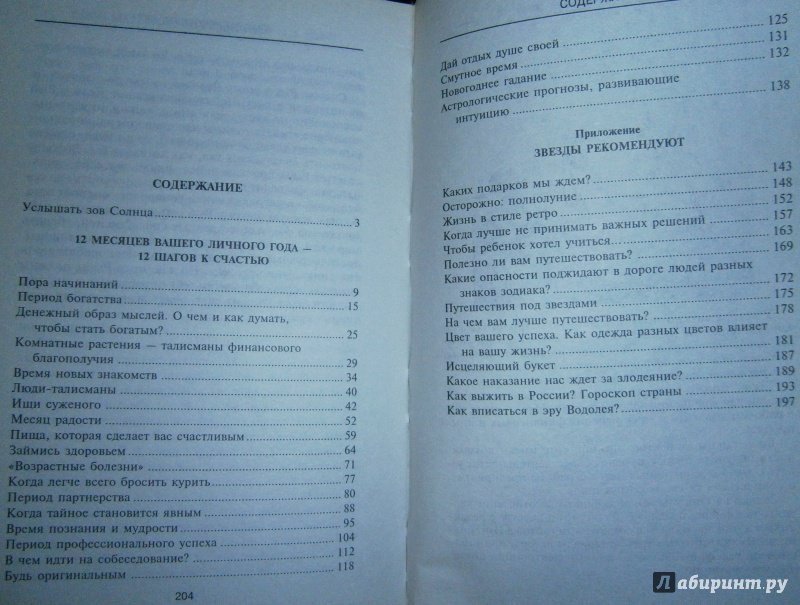 СОДЕРЖАНИЕ
Услышать зов Солнца 3
12 МЕСЯЦЕВ ВАШЕГО ЛИЧНОГО ГОДА —
12 ШАГОВ К СЧАСТЬЮ
Пора начинаний 9
Период богатства 15
Денежный образ мыслей. О чем и как думать,
чтобы стать богатым? 25
Комнатные растения — талисманы финансового
благополучия 29
Время новых знакомств 34
Люди-талисманы 40
Ищи суженого 42
Месяц радости 52
Пища, которая сделает вас счастливым 59
Займись здоровьем 64
«Возрастные болезни» 71
Когда легче всего бросить курить 77
Период партнерства 80
Когда тайное становится явным 88
Время познания и мудрости 95
Период профессионального успеха 104
В чем идти на собеседование? 112
Будь оригинальным 118
204
Дай отдых душе своей 125
Смутное время 131
Новогоднее гадание 132
Астрологические прогнозы, развивающие
интуицию 138
Приложение
ЗВЕЗДЫ РЕКОМЕНДУЮТ
Каких подарков мы ждем? 143
Осторожно: полнолуние 148
Жизнь в стиле ретро 152
Когда лучше не принимать важных решений 157
Чтобы ребенок хотел учиться... 163
Полезно ли вам путешествовать? 169
Какие опасности поджидают в дороге людей разных
знаков зодиака? 172
Путешествия под звездами 175
На чем вам лучше путешествовать? 178
Цвет вашего успеха. Как одежда разных цветов влияет
на вашу жизнь? 181
Исцеляющий букет 187
Какое наказание нас ждет за злодеяние? 189
Как выжить в России? Гороскоп страны 193
Как вписаться в эру Водолея? 197
Лабиринт.ру